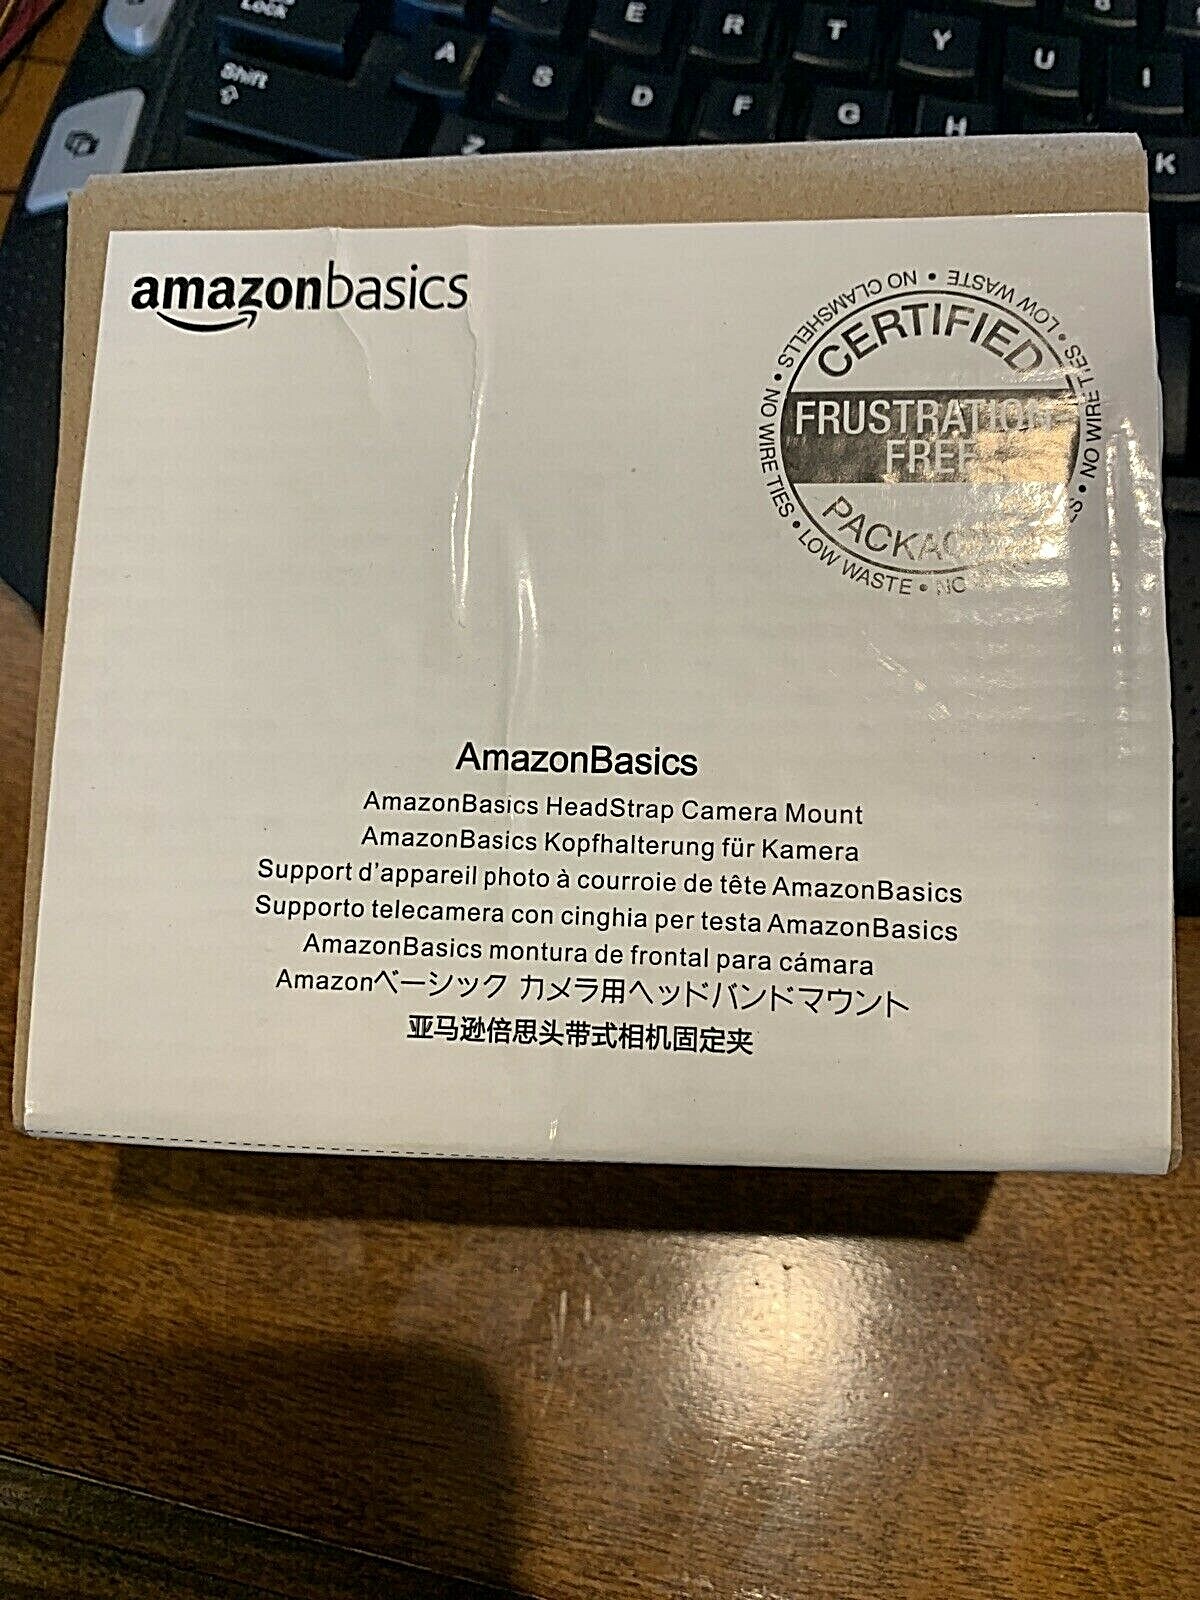 Lock
Shift
E R T Y U I
A S D F G H K
Z
amazonbasics
CERTIFIED
FRUSTRATION-
FREE
NO WIRE TIES • NO CLAMSHELLS • LOW WASTE • NO WIRE TIES • LOW WASTE • NO
AmazonBasics
AmazonBasics HeadStrap Camera Mount
AmazonBasics Kopfhalterung für Kamera
Support d'appareil photo à courroie de tête AmazonBasics
Supporto telecamera con cinghia per testa AmazonBasics
AmazonBasics montura de frontal para cámara
Amazonベーシック カメラ用ヘッドバンドマウント
亚马逊倍思头带式相机固定夹